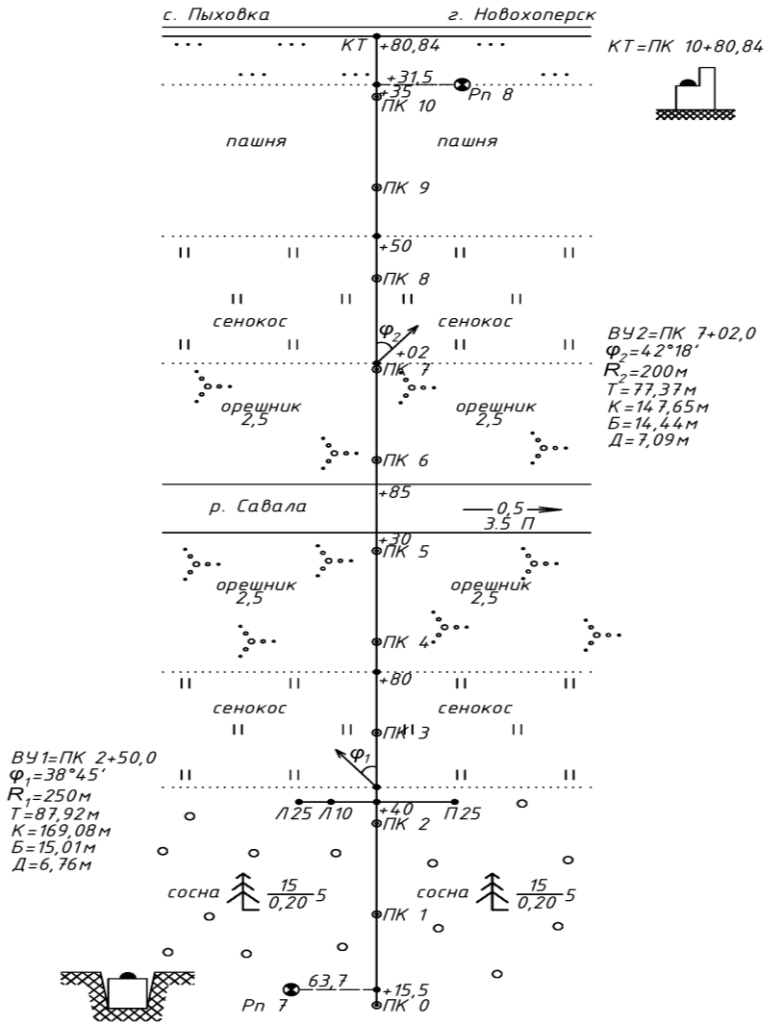 с. Пыховка
г. Новохоперск
КТ
+80,84
КТ=ПК 10+80,84
+31,5
+35
Рп 8
ПК 10
пашня
пашня
ПК 9
+50
ПК 8
сенокос
сенокос
φ2
+02
ПК 7
ВУ2=ПК 7+02,0
φ2=42°18′
R2=200м
Т=77,37м
К=147,65м
Б=14,44м
Д=7,09м
орешник
2,5
орешник
2,5
ПК 6
+85
р. Савала
0,5
3.5 П
+30
ПК 5
орешник
2,5
орешник
2,5
ПК 4
+80
сенокос
сенокос
ПК 3
φ1
ВУ1=ПК 2+50,0
φ1=38°45′
R1=250м
Т=87,92м
К=169,08м
Б=15,01м
Д=6,76м
Л25
Л10
+40
П25
ПК 2
сосна
15
0,20
5
сосна
15
0,20
5
ПК 1
63,7
+15,5
Рп 7
ПК 0